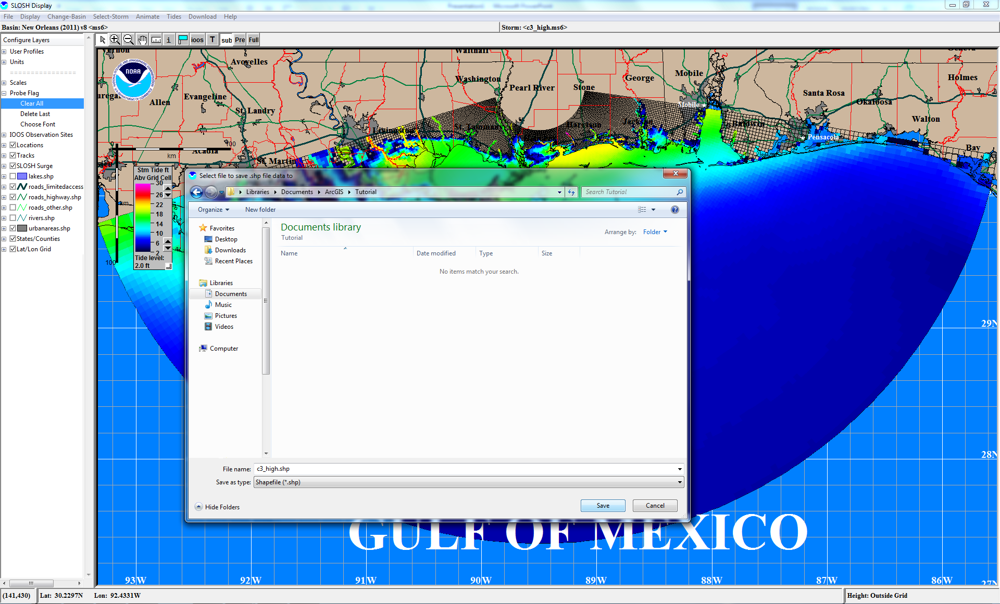 SLOSH Display
File Display Change-Basin Select-Storm Animate Tides Download Help
Basin: New Orleans (2011) v8 <ms6> Storm: <c3_high.ms6>
Configure Layers
ioos T sub Pre Full
User Profiles
Units
Scales
Probe Flag
Clear All
Delete Last
Choose Font
IOOS Observation Sites
Locations
Tracks
SLOSH Surge
lakes.shp
roads_limitedaccess
roads_highway.shp
roads_other.shp
rivers.shp
urbanareas.shp
States/Counties
Lat/Lon Grid
Vernon
Avoyelles
Walthall
Geneva
NOAA
Washington
Pearl River
Stone
George
Mobile
Holmes
Allen
Evangeline
St. Landry
Santa Rosa
Okaloosa
Walton
Mobile
Baldwin
Pensacola
Bay
Livingston
St. Tammany
Harrison
Jackson
Acadia
St. Martin
0 100
km
km
100
Stm Tide ft
Abv Grid Cell
30
26
22
18
14
10
6
2
Tide level:
2.0 ft
Select file to save .shp file data to
Libraries Documents ArcGIS Tutorial
Search Tutorial
Organize New folder
Favorites
Desktop
Downloads
Recent Places
Libraries
Documents
Music
Pictures
Videos
Computer
Documents library
Tutorial
Arrange by: Folder
Name Date modified Type Size
No items match your search.
File name: c3_high.shp
Save as type: Shapefile (*.shp)
Hide Folders
Save Cancel
29N
28N
27N
GULF OF MEXICO
93W 92W 91W 90W 89W 88W 87W 86W
(141,430) Lat: 30.2297N Lon: 92.4331W Height: Outside Grid